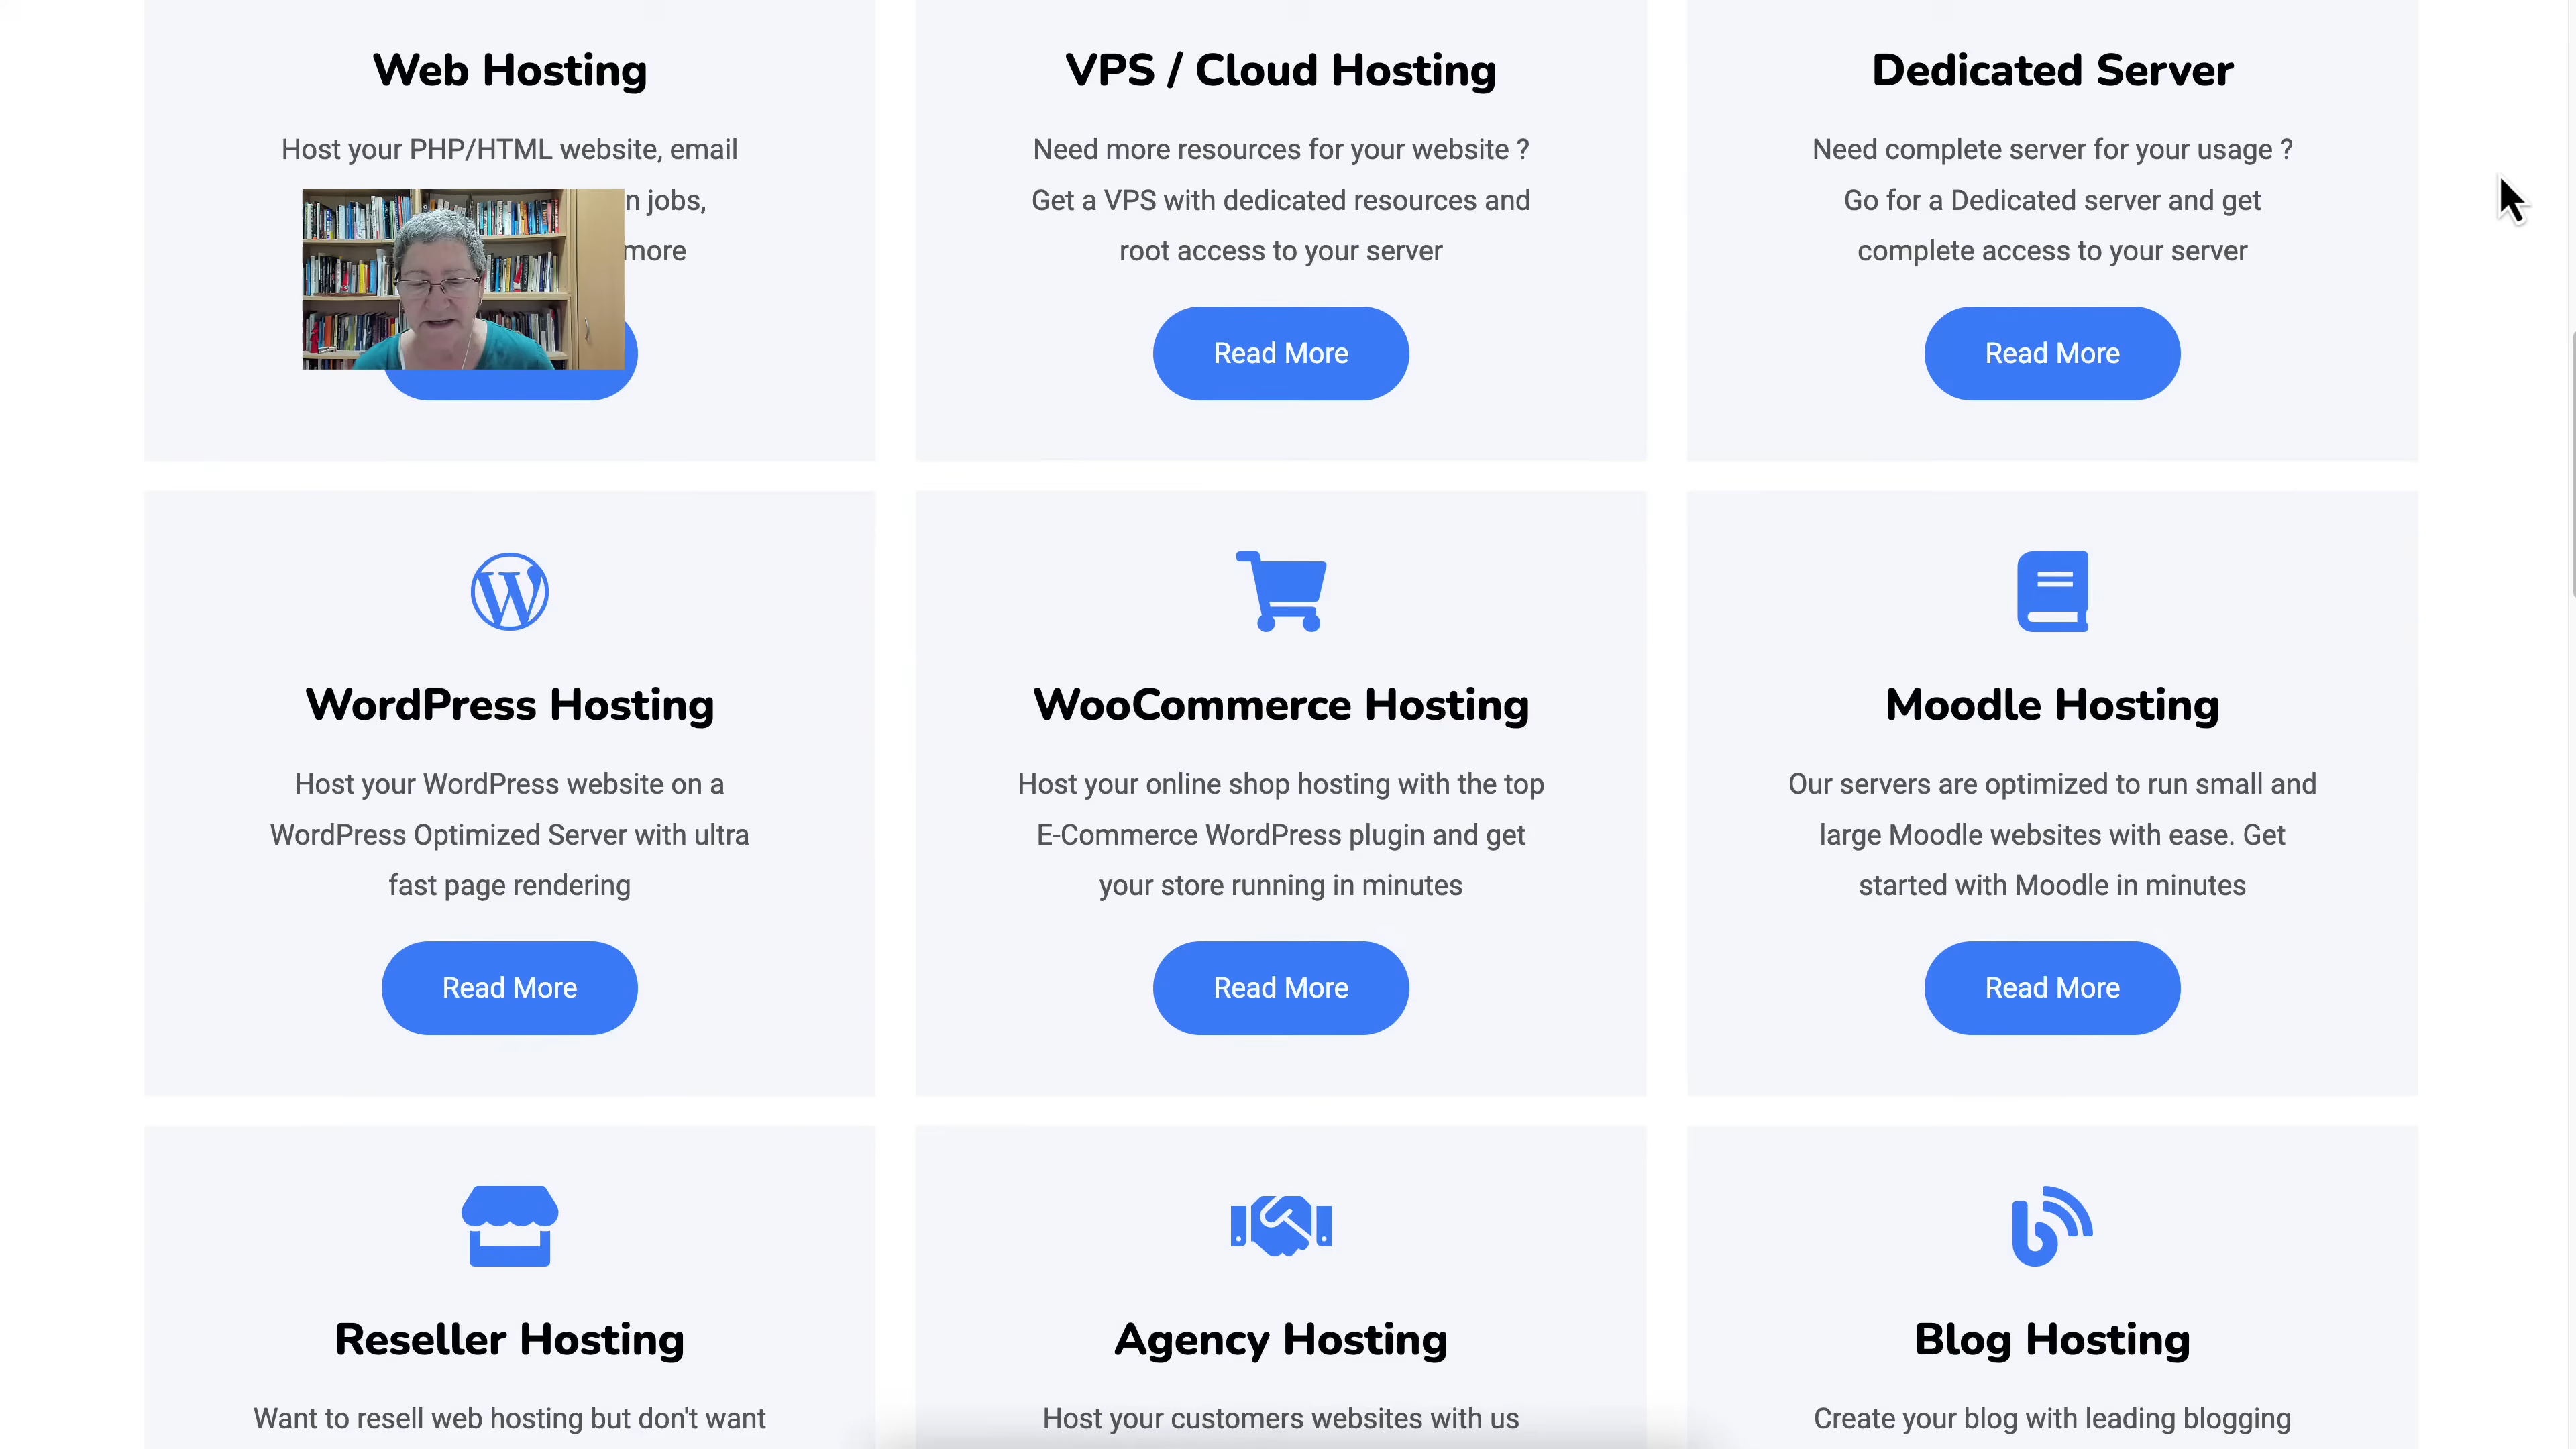 Web Hosting
Host your PHP/HTML website, email
n jobs,
more
VPS / Cloud Hosting
Need more resources for your website ?
Get a VPS with dedicated resources and
root access to your server
Read More
Dedicated Server
Need complete server for your usage ?
Go for a Dedicated server and get
complete access to your server
Read More
WordPress Hosting
Host your WordPress website on a
WordPress Optimized Server with ultra
fast page rendering
Read More
WooCommerce Hosting
Host your online shop hosting with the top
E-Commerce WordPress plugin and get
your store running in minutes
Read More
Moodle Hosting
Our servers are optimized to run small and
large Moodle websites with ease. Get
started with Moodle in minutes
Read More
Reseller Hosting
Want to resell web hosting but don't want
Agency Hosting
Host your customers websites with us
Blog Hosting
Create your blog with leading blogging